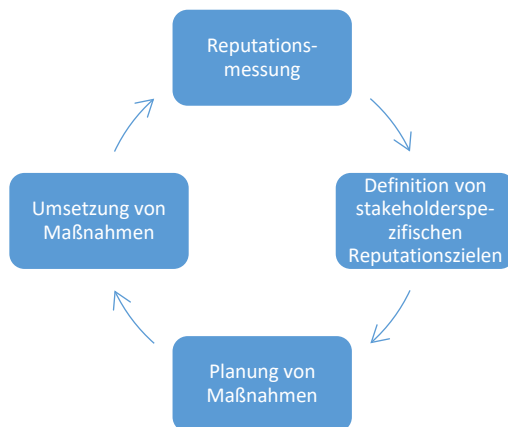 Reputations-
messung
Definition von
stakeholderspe-
zifischen
Reputationszielen
Planung von
Maßnahmen
Umsetzung von
Maßnahmen